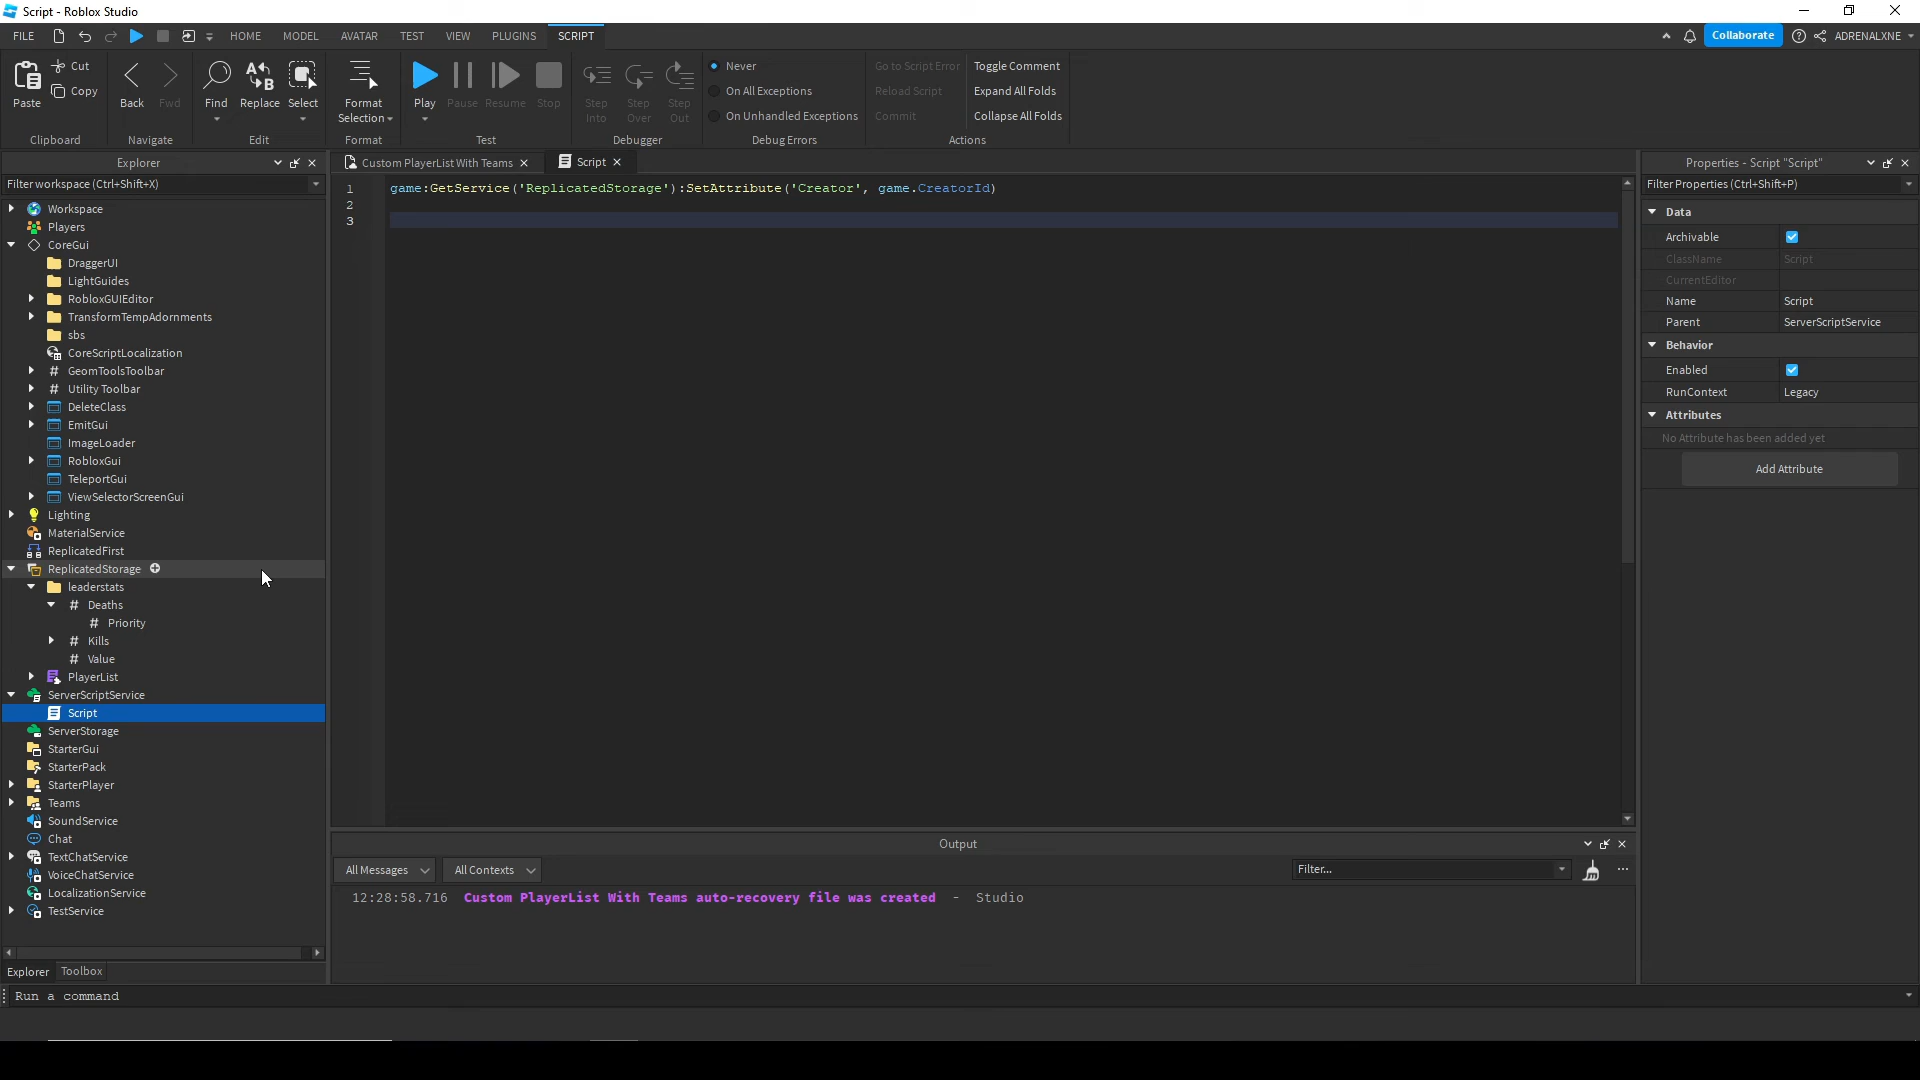 Script - Roblox Studio
FILE HOME MODEL AVATAR TEST VIEW PLUGINS SCRIPT Collaborate ADRENALXNE
Paste Cut Copy Clipboard
Back Fwd Navigate
Find Replace Select Edit
Format Selection Format
Play Pause Resume Stop Test
Step Into Step Over Step Out Debugger
Never
On All Exceptions
On Unhandled Exceptions
Debug Errors
Go to Script Error
Reload Script
Commit
Toggle Comment
Expand All Folds
Collapse All Folds
Actions
Explorer
Filter workspace (Ctrl+Shift+X)
Workspace
Players
CoreGui
DraggerUI
LightGuides
RobloxGUIEditor
TransformTempAdornments
sbs
CoreScriptLocalization
GeomToolsToolbar
Utility Toolbar
DeleteClass
EmitGui
ImageLoader
RobloxGui
TeleportGui
ViewSelectorScreenGui
Lighting
MaterialService
ReplicatedFirst
ReplicatedStorage
leaderstats
Deaths
Priority
Kills
Value
PlayerList
ServerScriptService
Script
ServerStorage
StarterGui
StarterPack
StarterPlayer
Teams
SoundService
Chat
TextChatService
VoiceChatService
LocalizationService
TestService
Explorer Toolbox
Custom PlayerList With Teams Script
1 game:GetService('ReplicatedStorage'):SetAttribute('Creator', game.CreatorId)
2
3
Output
All Messages All Contexts Filter...
12:28:58.716 Custom PlayerList With Teams auto-recovery file was created - Studio
Properties - Script "Script"
Filter Properties (Ctrl+Shift+P)
Data
Archivable
ClassName Script
CurrentEditor
Name Script
Parent ServerScriptService
Behavior
Enabled
RunContext Legacy
Attributes
No Attribute has been added yet
Add Attribute
Run a command